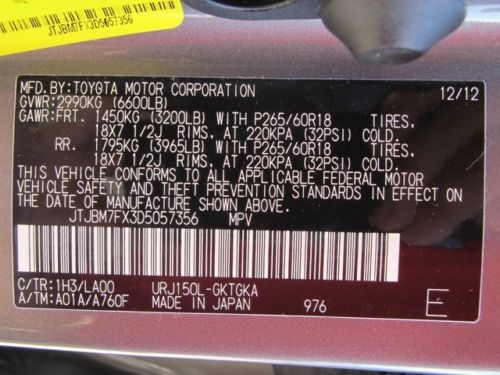 JTJBM7FX3D5057356
MFD.BY:TOYOTA MOTOR CORPORATION 12/12
GVWR:2990KG (6600LB)
GAWR:FRT. 1450KG (3200LB) WITH P265/60R18 TIRES,
18X7 1/2J RIMS, AT 220KPA (32PSI) COLD.
RR. 1795KG (3965LB) WITH P265/60R18 TIRES,
18X7 1/2J RIMS, AT 220KPA (32PSI) COLD.
THIS VEHICLE CONFORMS TO ALL APPLICABLE FEDERAL MOTOR
VEHICLE SAFETY AND THEFT PREVENTION STANDARDS IN EFFECT ON
THE DATE OF MANUFACTURE SHOWN ABOVE.
JTJBM7FX3D5057356 MPV
C/TR:1H3/LA00 URJ150L-GKTGKA
A/TM:A01A/A760F MADE IN JAPAN 976 E